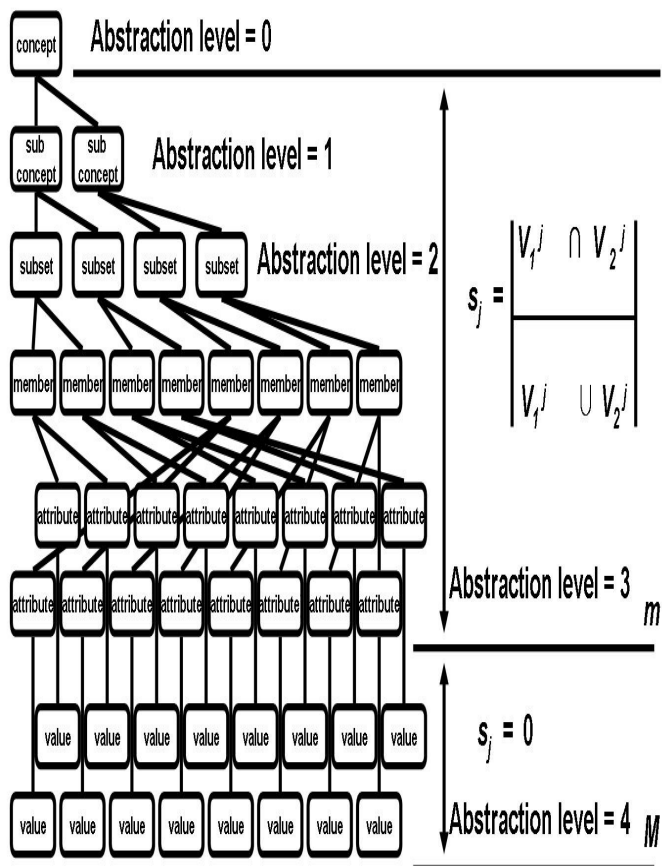 concept Abstraction level = 0
sub concept sub concept Abstraction level = 1
subset subset subset subset Abstraction level = 2
s_j = | V_1^j ∩ V_2^j | / | V_1^j ∪ V_2^j |
member member member member member member member member
attribute attribute attribute attribute attribute attribute attribute attribute
Abstraction level = 3 m
attribute attribute attribute attribute attribute attribute attribute attribute
value value value value value value value value
s_j = 0
value value value value value value value value
Abstraction level = 4 M